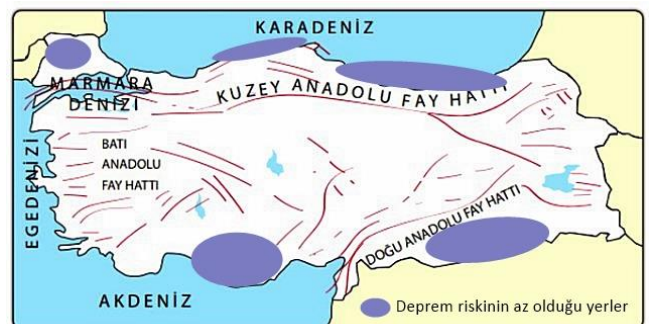 KARADENİZ
MARMARA
DENİZİ
KUZEY ANADOLU FAY HATTI
BATI
ANADOLU
FAY HATTI
EGEDENİZİ
DOĞU ANADOLU FAY HATTI
AKDENİZ
Deprem riskinin az olduğu yerler